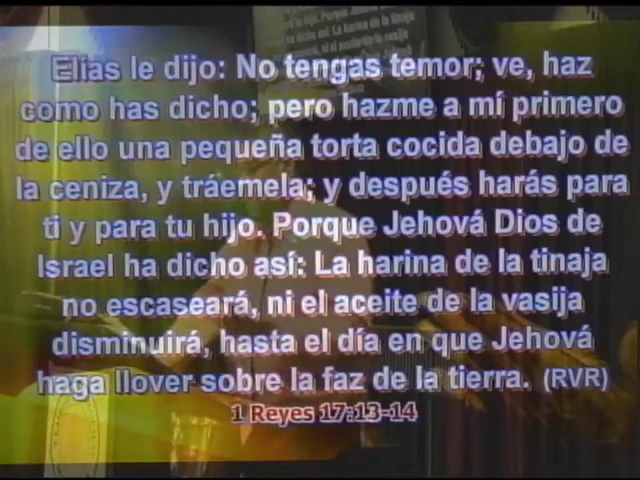 Elías le dijo: No tengas temor; ve, haz
como has dicho; pero hazme a mí primero
de ello una pequeña torta cocida debajo de
la ceniza, y tráemela; y después harás para
ti y para tu hijo. Porque Jehová Dios de
Israel ha dicho así: La harina de la tinaja
no escaseará, ni el aceite de la vasija
disminuirá, hasta el día en que Jehová
haga llover sobre la faz de la tierra. (RVR)
1 Reyes 17:13-14